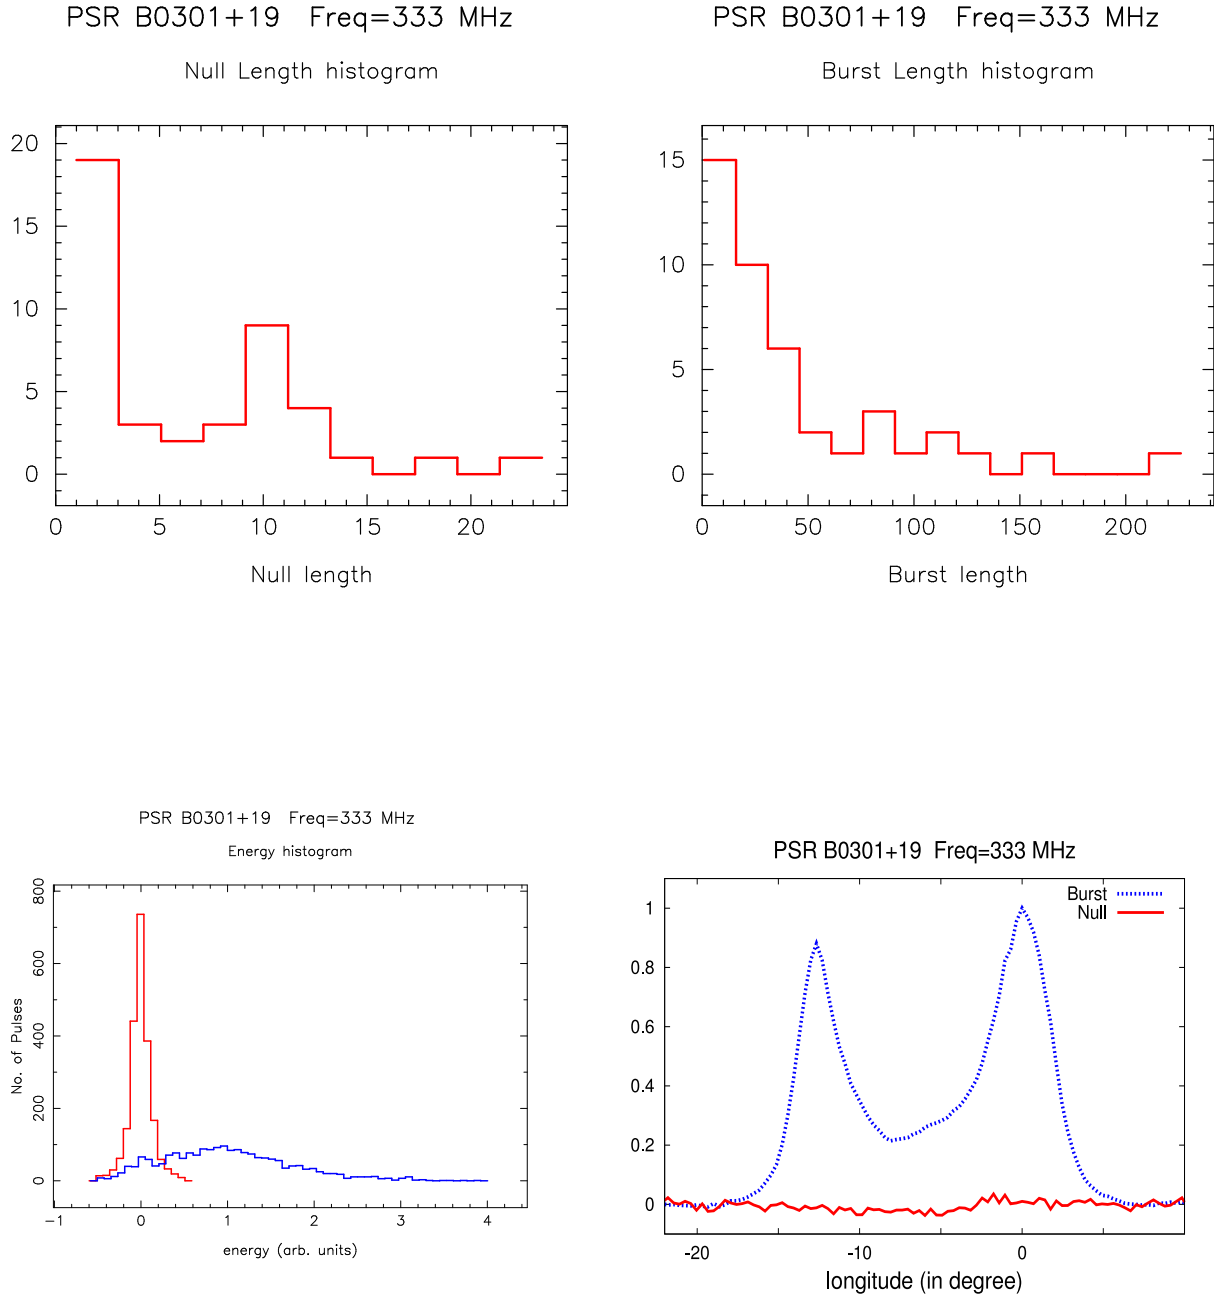 PSR B0301+19 Freq=333 MHz
Null Length histogram
20
15
10
5
0
0 5 10 15 20
Null length
PSR B0301+19 Freq=333 MHz
Burst Length histogram
15
10
5
0
0 50 100 150 200
Burst length
PSR B0301+19 Freq=333 MHz
Energy histogram
No. of Pulses
800
600
400
200
0
−1 0 1 2 3 4
energy (arb. units)
PSR B0301+19 Freq=333 MHz
Burst
Null
1
0.8
0.6
0.4
0.2
0
-20 -10 0
longitude (in degree)